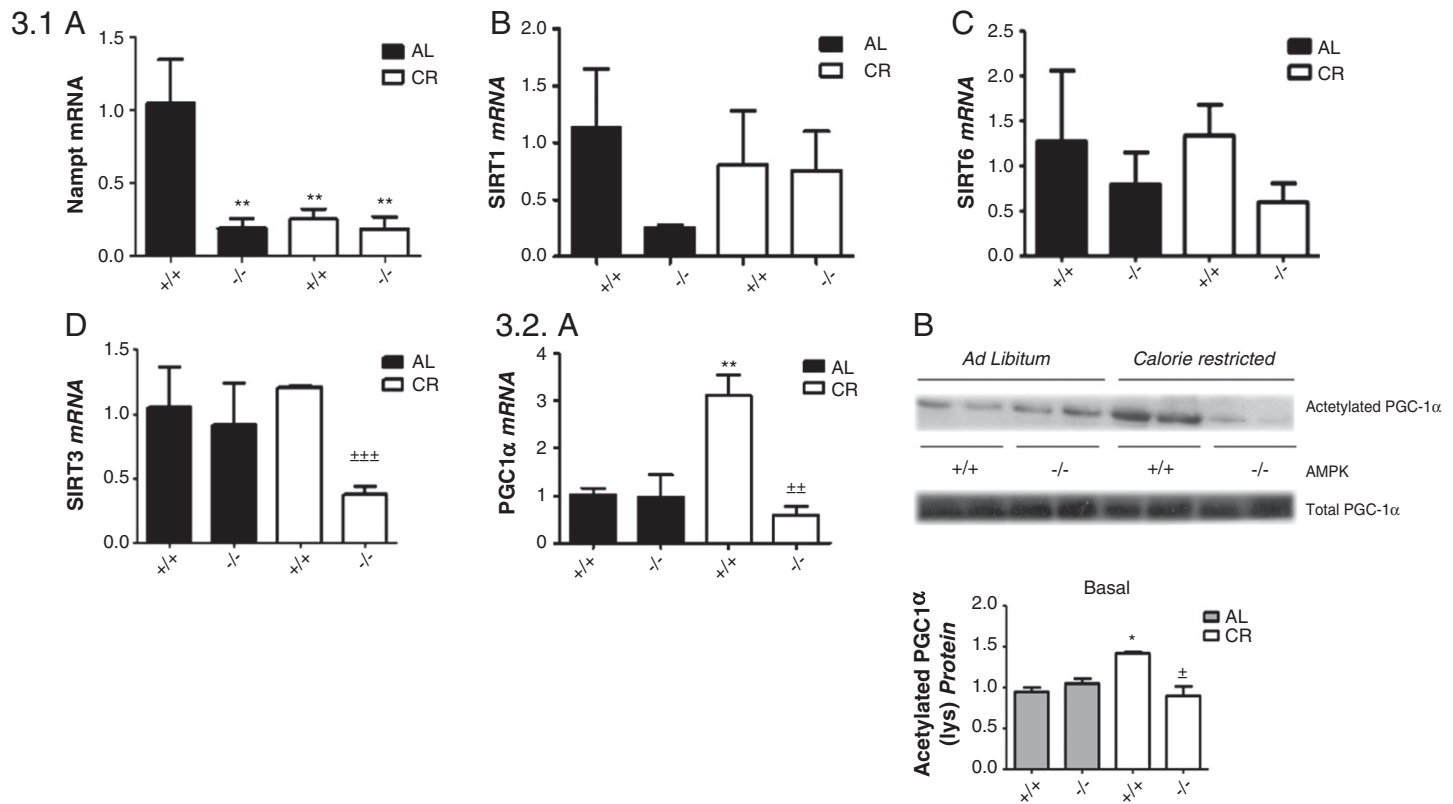 3.1 A
Nampt mRNA
1.5
1.0
0.5
0.0
AL
CR
**
**
**
+/+
-/-
+/+
-/-
B
SIRT1 mRNA
2.0
1.5
1.0
0.5
0.0
AL
CR
+/+
-/-
+/+
-/-
C
SIRT6 mRNA
2.5
2.0
1.5
1.0
0.5
0.0
AL
CR
+/+
-/-
+/+
-/-
D
SIRT3 mRNA
1.5
1.0
0.5
0.0
AL
CR
±±±
+/+
-/-
+/+
-/-
3.2. A
PGC1α mRNA
4
3
2
1
0
AL
CR
**
±±
+/+
-/-
+/+
-/-
B
Ad Libitum Calorie restricted
Actetylated PGC-1α
+/+ -/- +/+ -/- AMPK
Total PGC-1α
Basal
Acetylated PGC1α
(lys) Protein
2.0
1.5
1.0
0.5
0.0
AL
CR
*
±
+/+
-/-
+/+
-/-